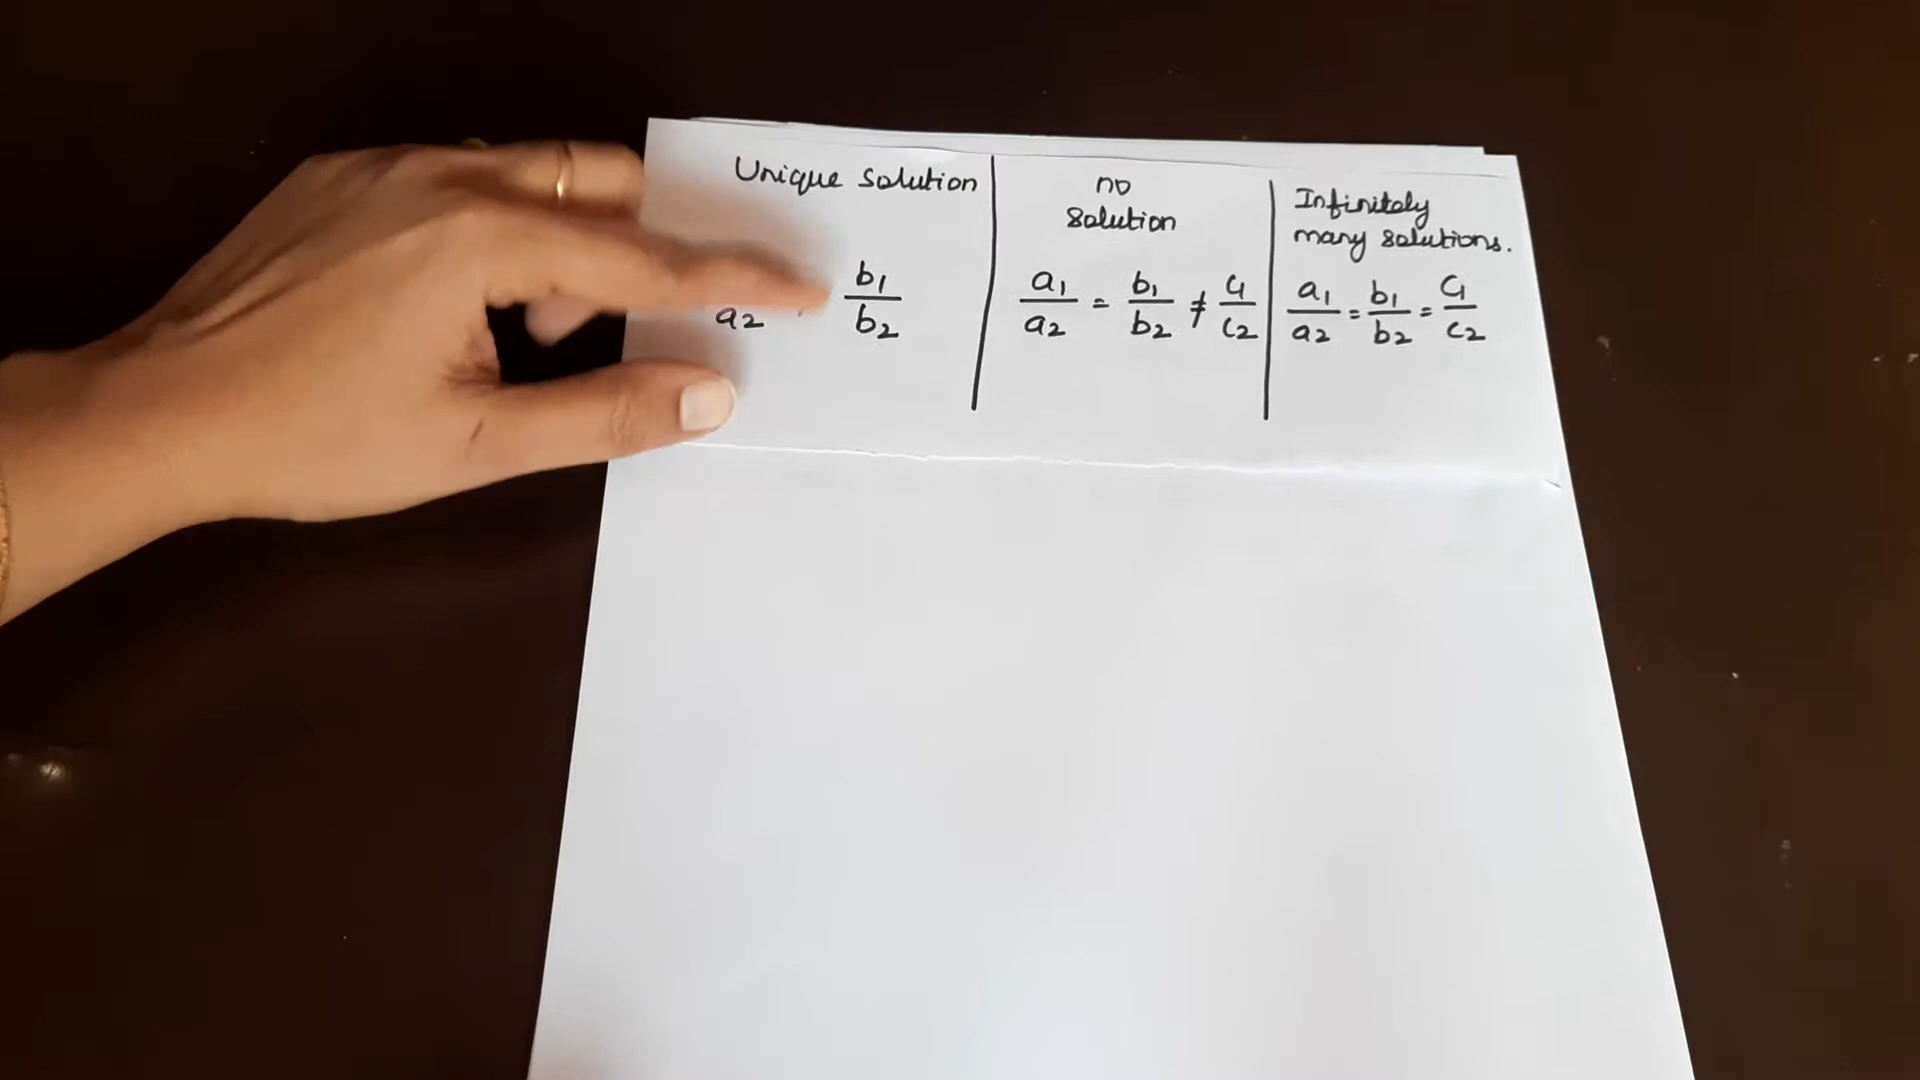 Unique Solution
a2 b1/b2
no
Solution
a1/a2 = b1/b2 ≠ c1/c2
Infinitely
many Solutions.
a1/a2 = b1/b2 = c1/c2